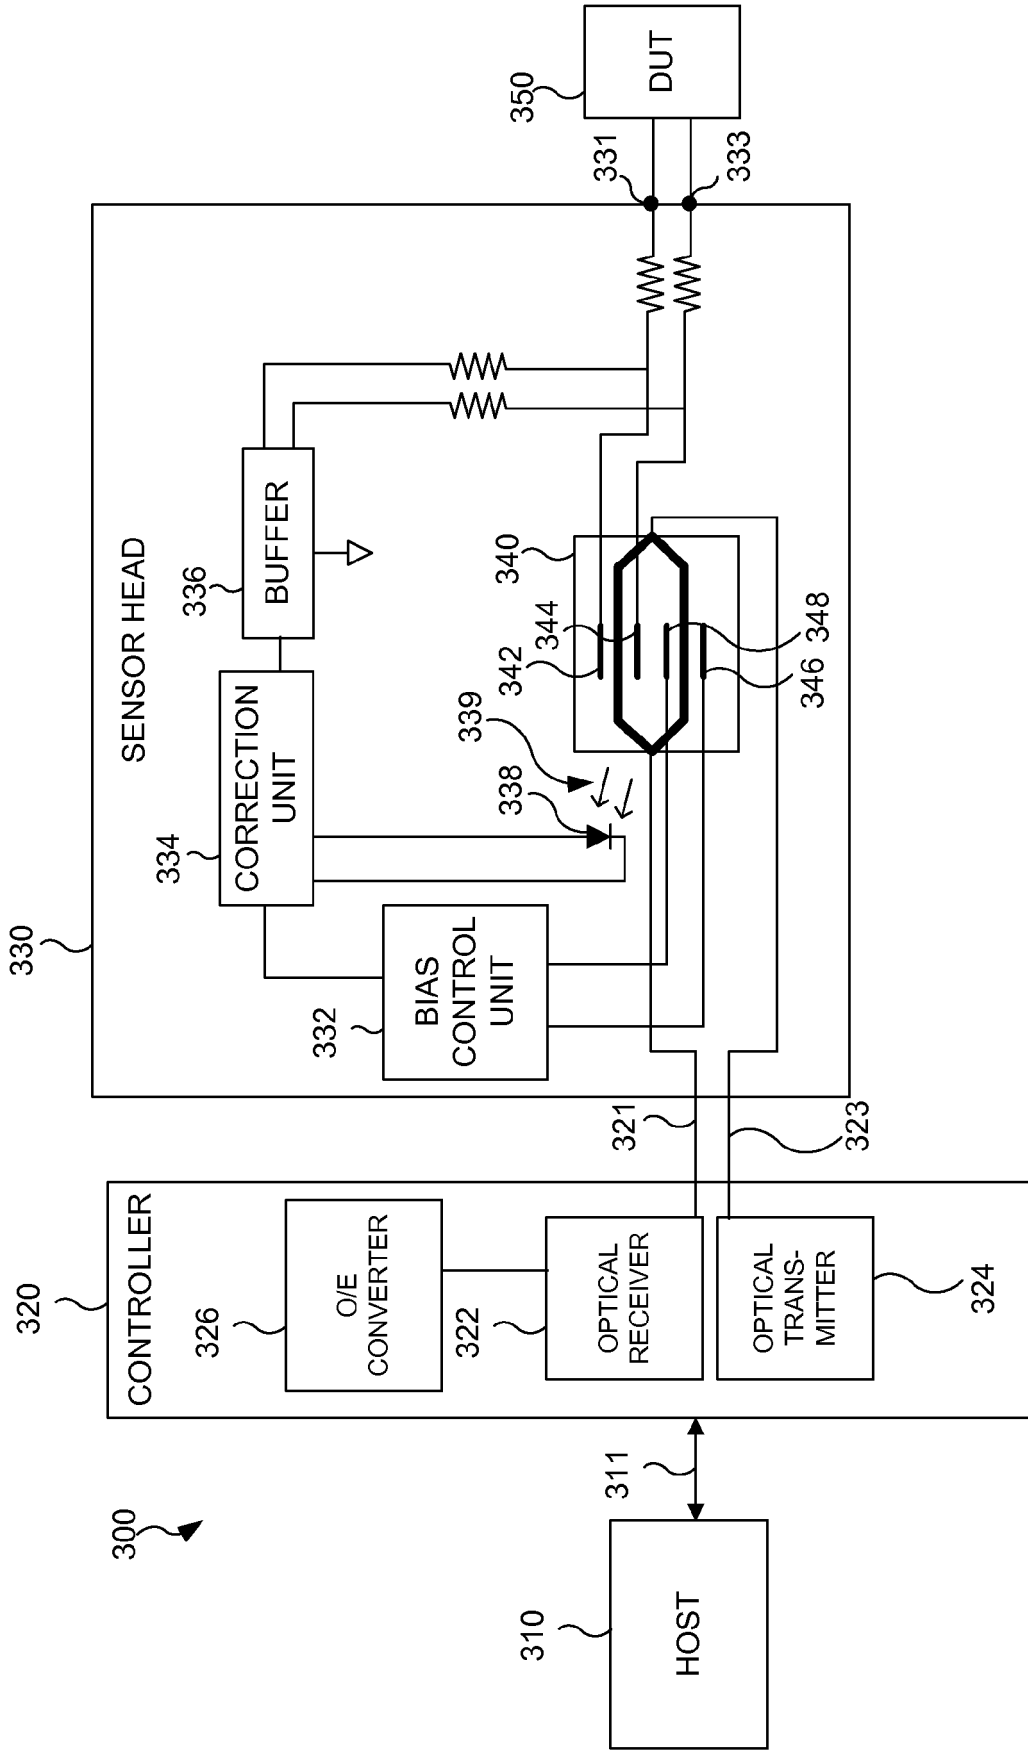 300
310
HOST
311
320
CONTROLLER
326
O/E
CONVERTER
322
OPTICAL
RECEIVER
OPTICAL
TRANS-
MITTER
324
321
323
330
SENSOR HEAD
332
BIAS
CONTROL
UNIT
334
CORRECTION
UNIT
336
BUFFER
338
339
340
342
344
346
348
331
333
350
DUT